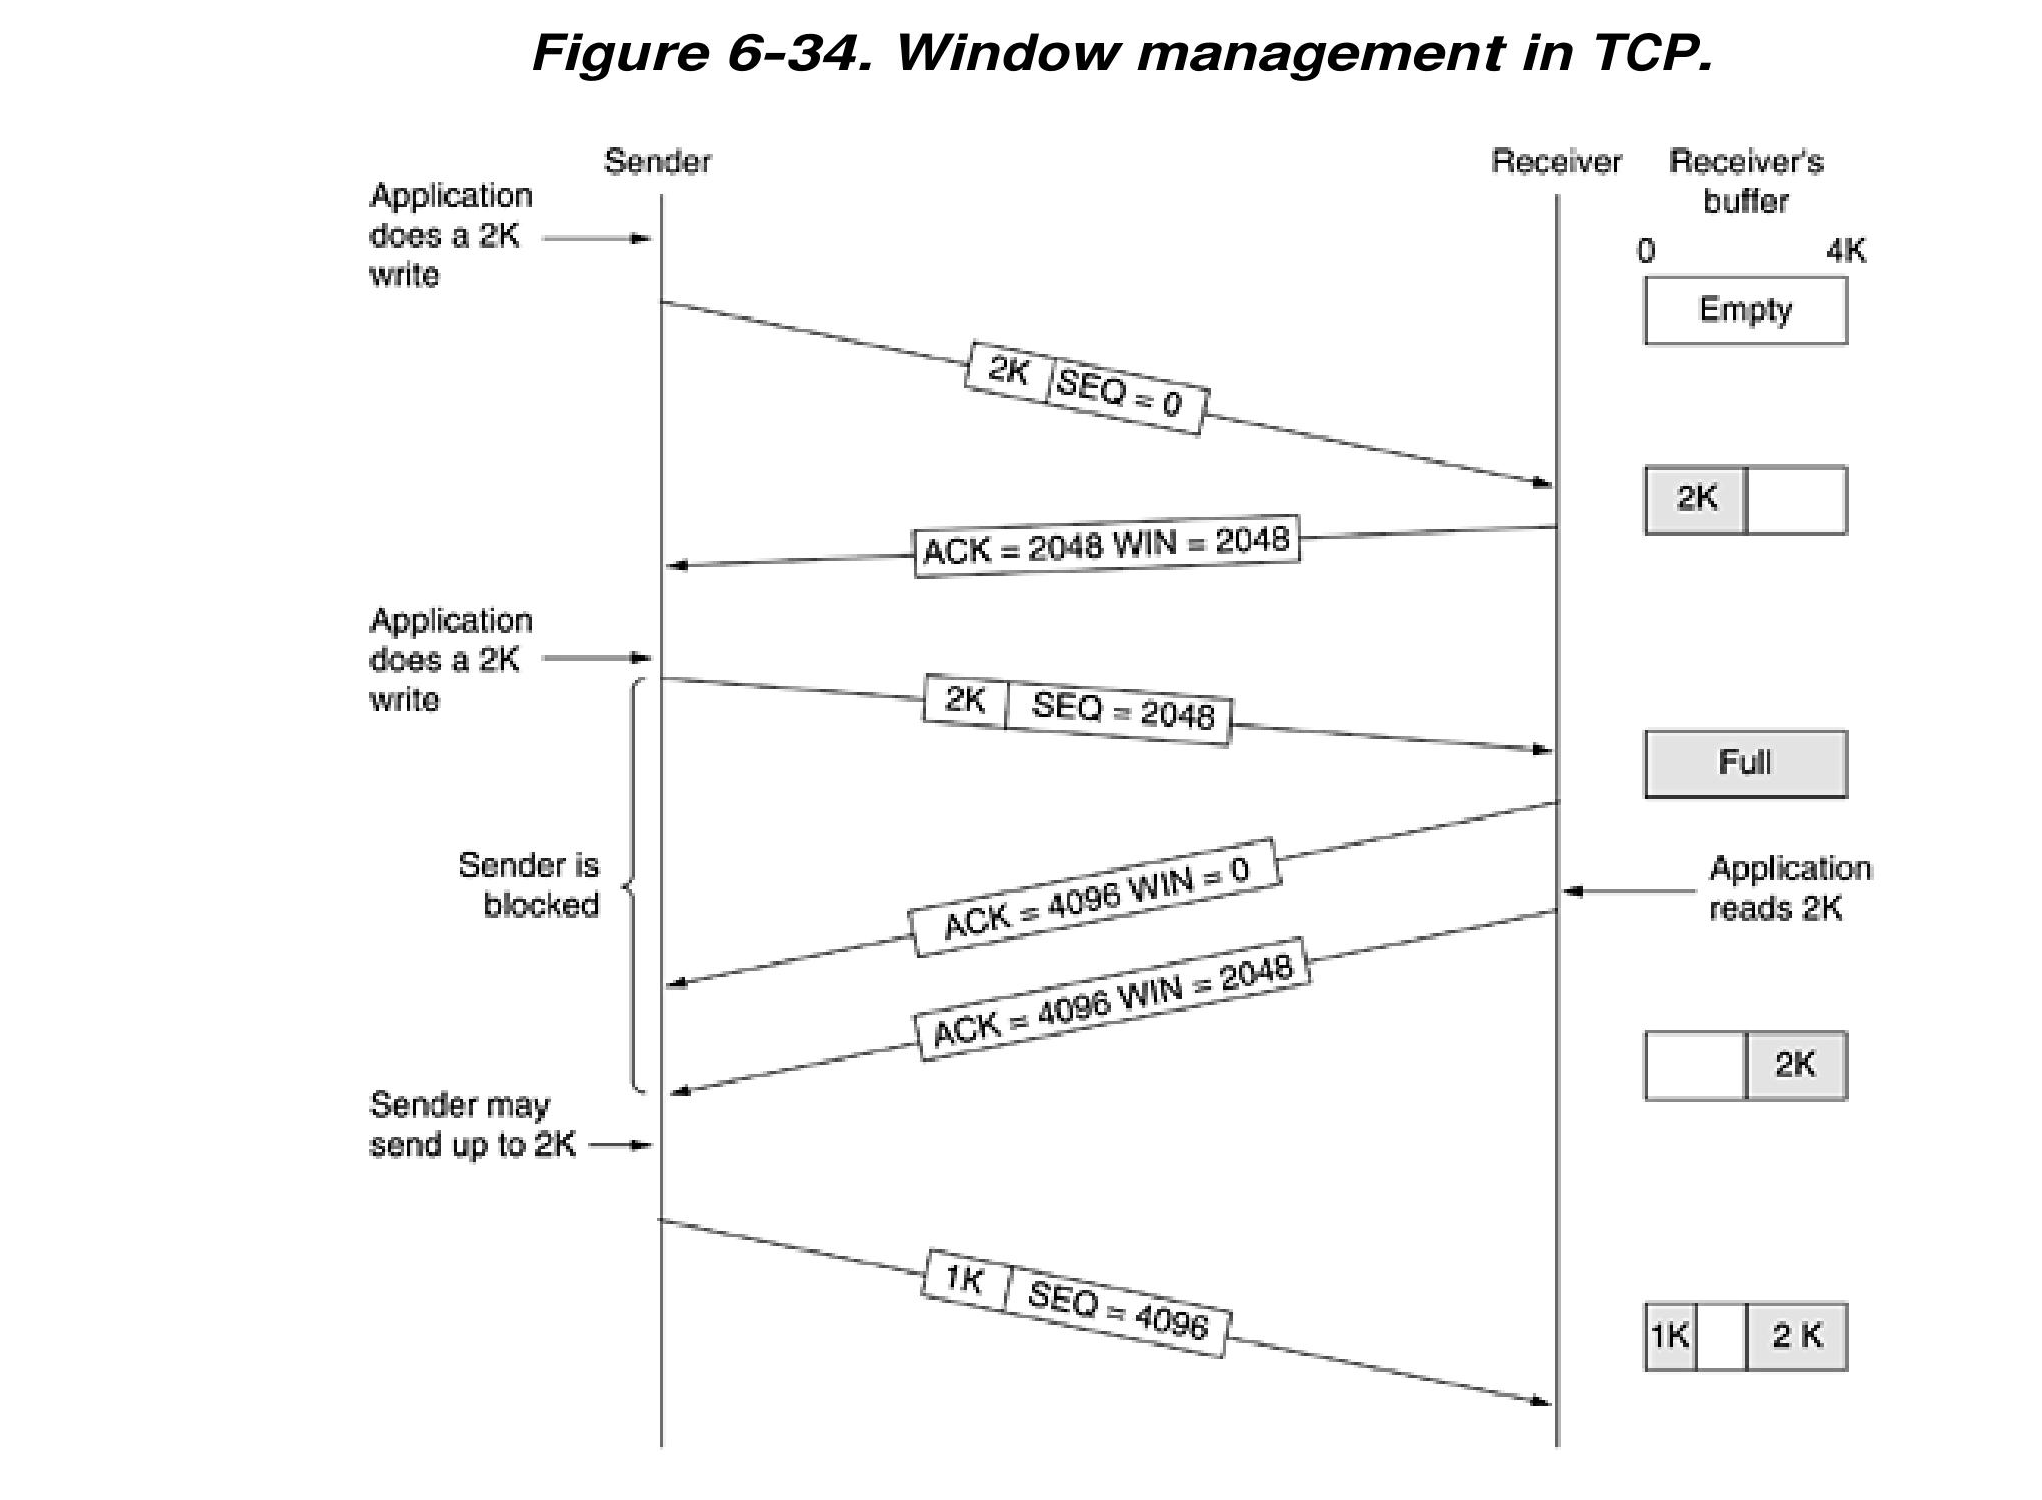 Figure 6-34. Window management in TCP.
Sender
Receiver
Receiver's
buffer
Application
does a 2K
write
0
4K
Empty
2K
SEQ = 0
2K
ACK = 2048 WIN = 2048
Application
does a 2K
write
2K
SEQ = 2048
Full
Sender is
blocked
ACK = 4096 WIN = 0
Application
reads 2K
ACK = 4096 WIN = 2048
2K
Sender may
send up to 2K
1K
SEQ = 4096
1K
2 K